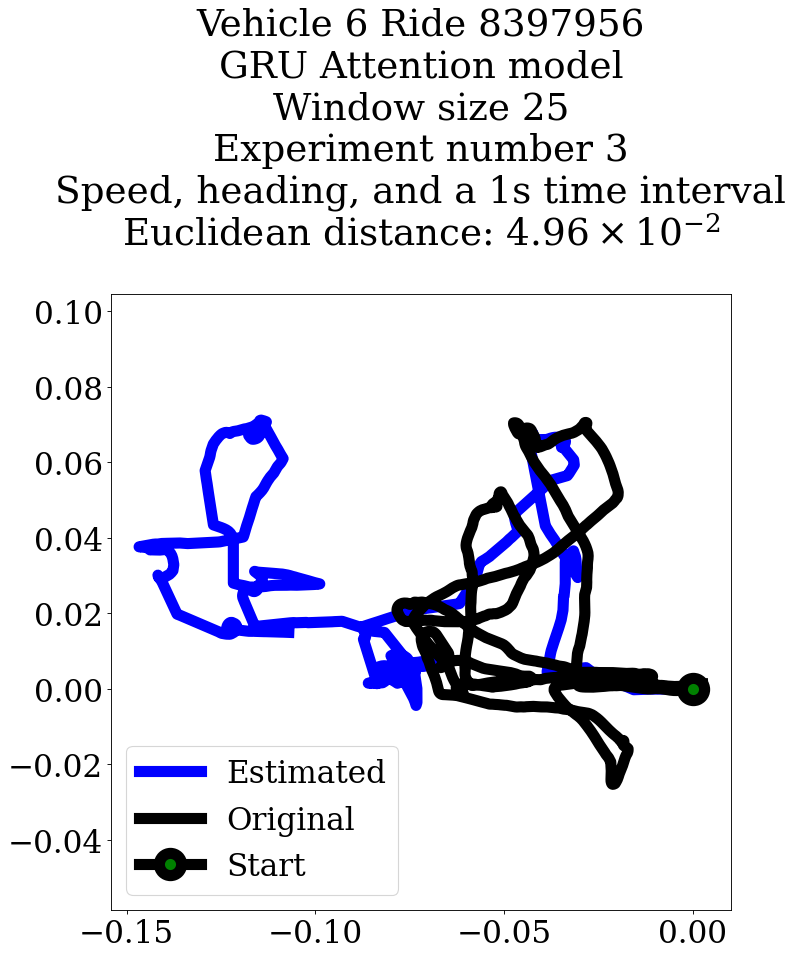 Vehicle 6 Ride 8397956
GRU Attention model
Window size 25
Experiment number 3
Speed, heading, and a 1s time interval
Euclidean distance: 4.96 × 10⁻²
0.10
0.08
0.06
0.04
0.02
0.00
−0.02
−0.04
Estimated
Original
Start
−0.15 −0.10 −0.05 0.00